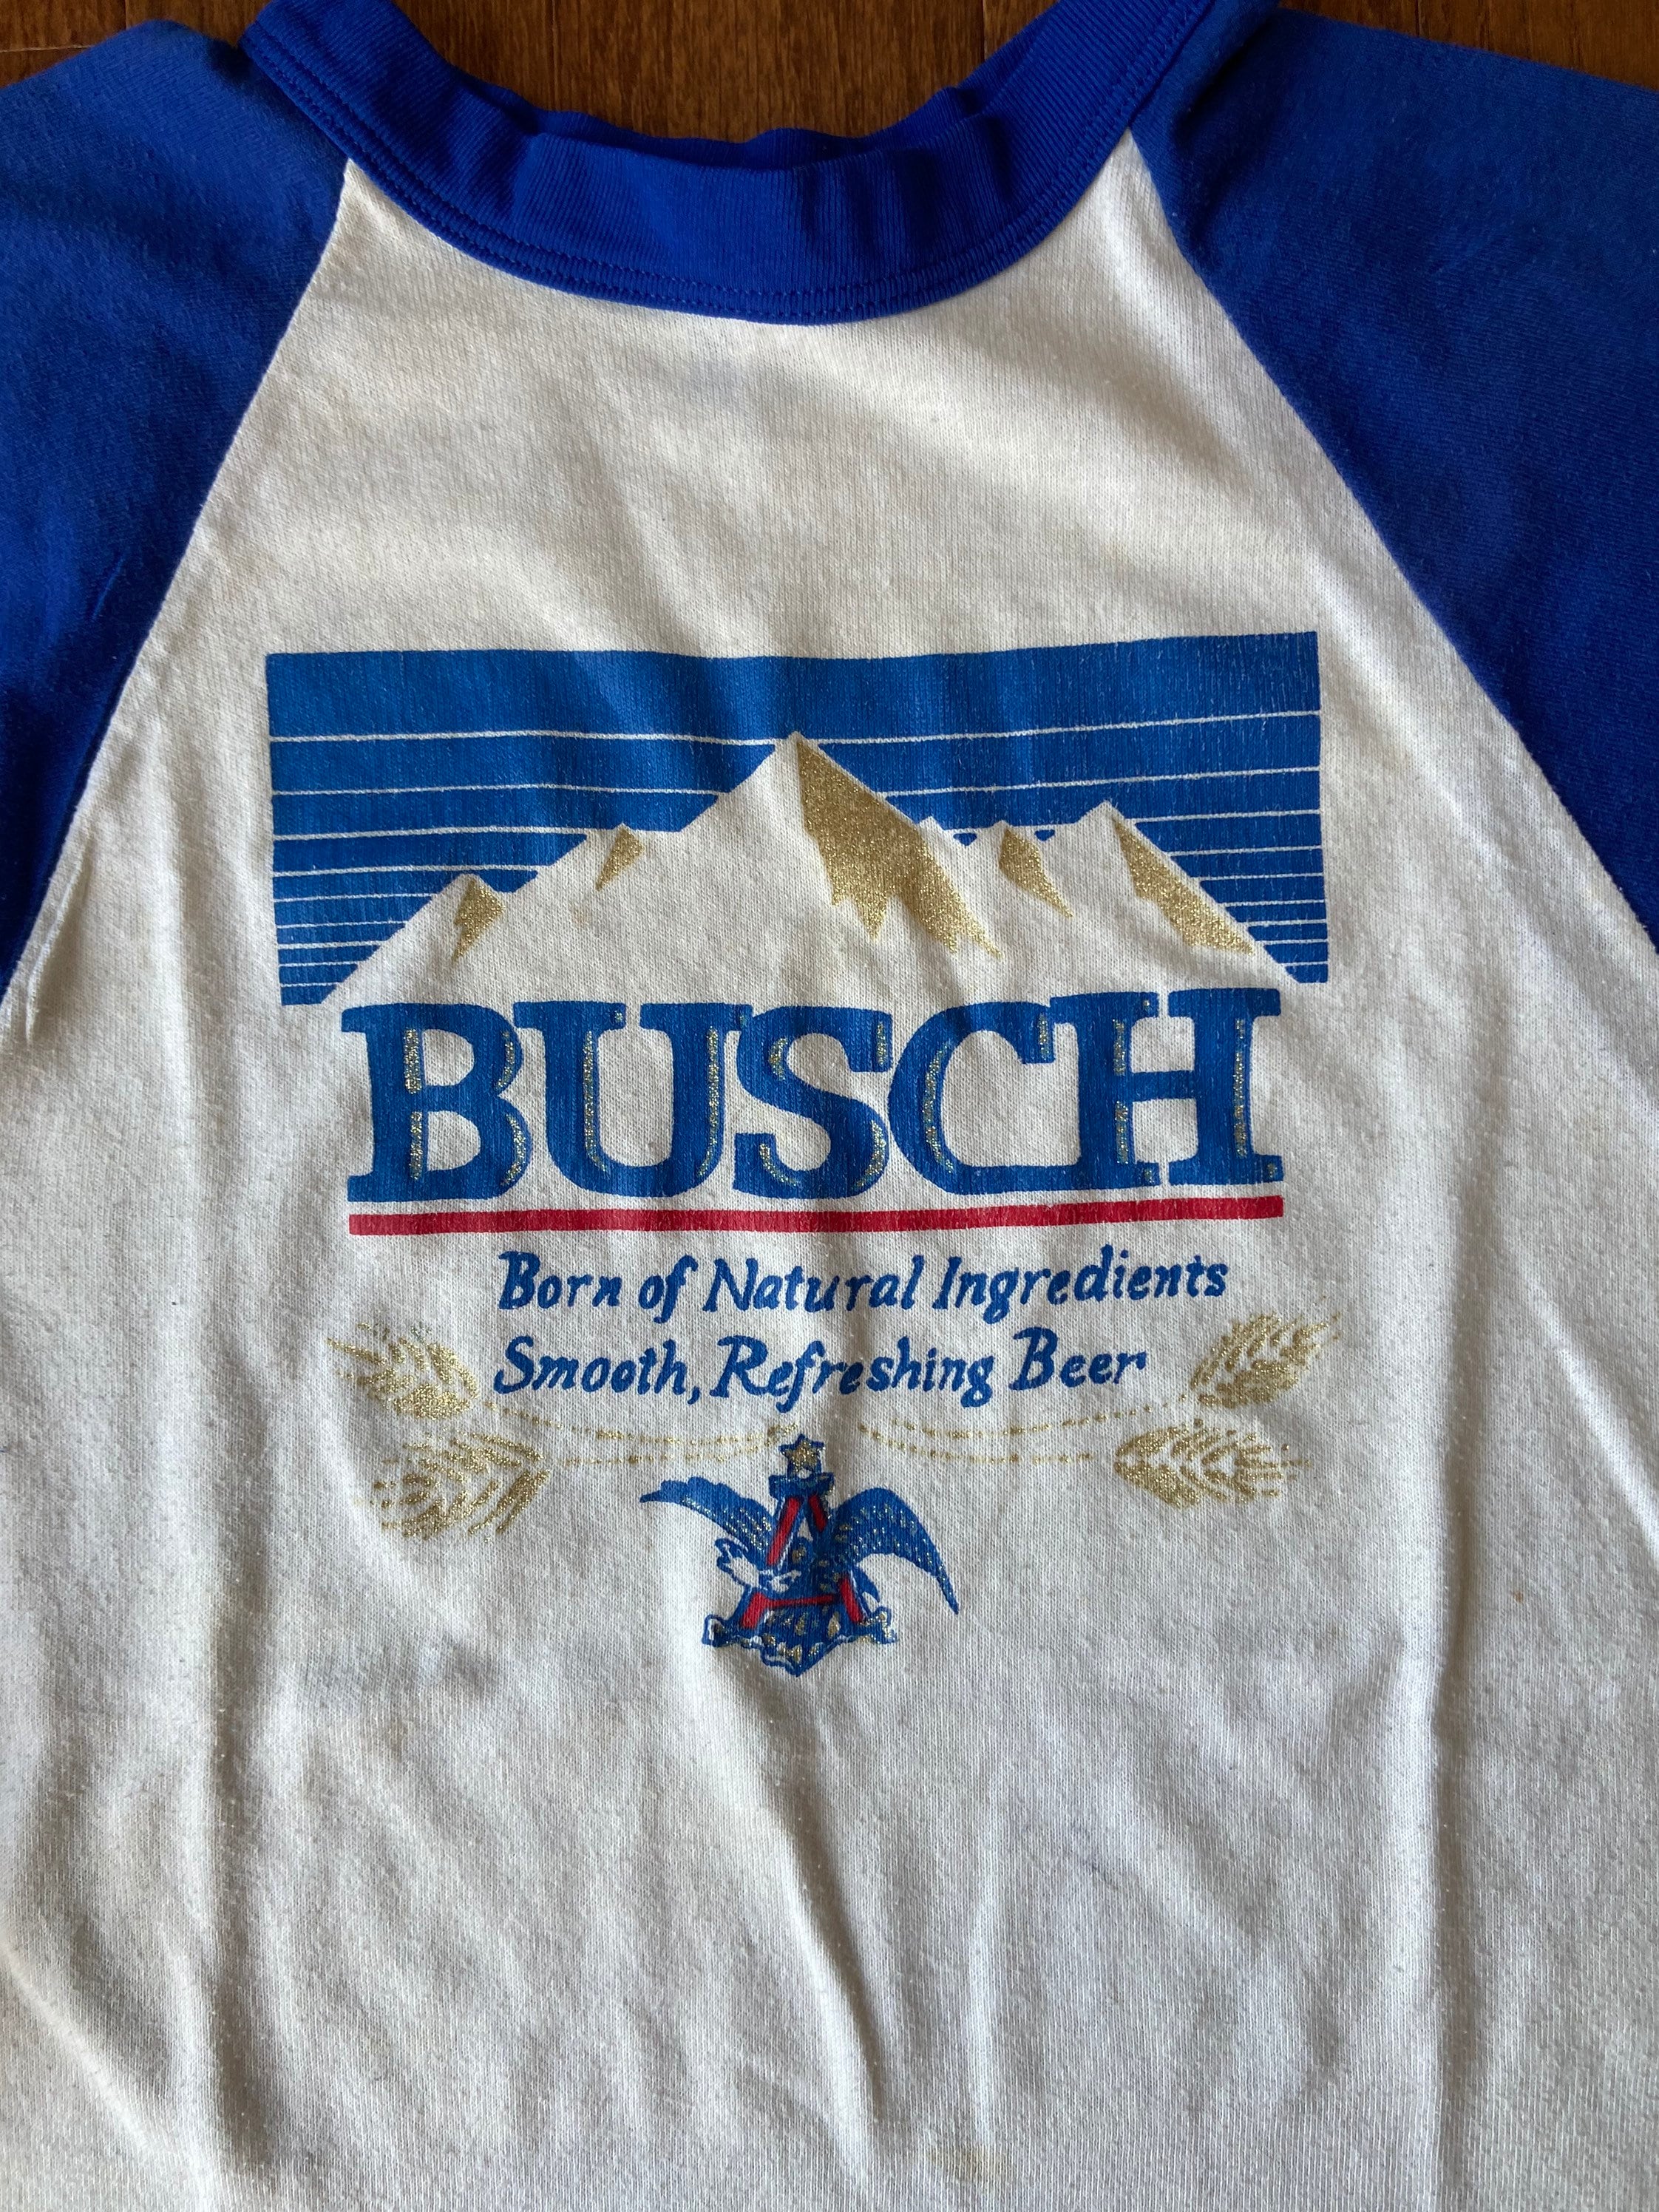 BUSCH
Born of Natural Ingredients
Smooth, Refreshing Beer
A